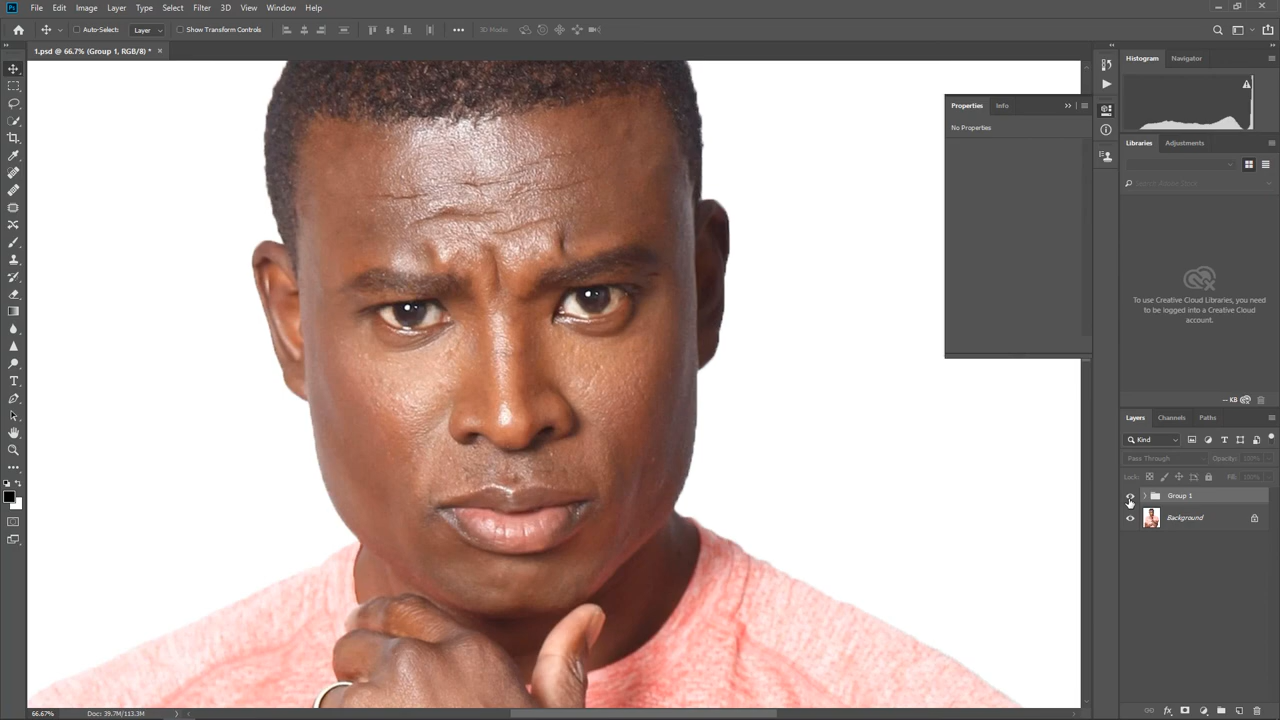 Ps File Edit Image Layer Type Select Filter 3D View Window Help
Auto-Select: Layer Show Transform Controls 3D Mode:
1.psd @ 66.7% (Group 1, RGB/8) * ×
Histogram Navigator
Properties Info
No Properties
Libraries Adjustments
Search Adobe Stock
To use Creative Cloud Libraries, you need
to be logged into a Creative Cloud
account.
-- KB
Layers Channels Paths
Kind
Pass Through Opacity: 100%
Lock: Fill: 100%
Group 1
Background
66.67% Doc: 39.7M/113.3M